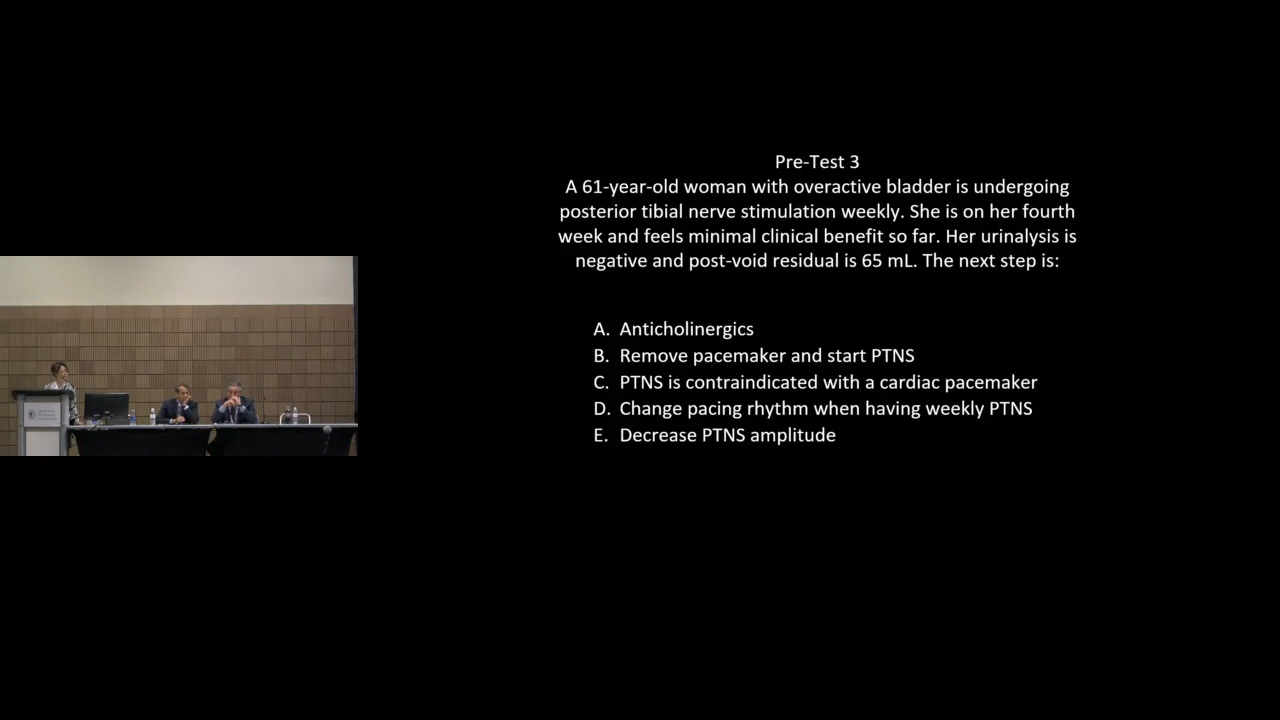 Pre-Test 3
A 61-year-old woman with overactive bladder is undergoing
posterior tibial nerve stimulation weekly. She is on her fourth
week and feels minimal clinical benefit so far. Her urinalysis is
negative and post-void residual is 65 mL. The next step is:
A. Anticholinergics
B. Remove pacemaker and start PTNS
C. PTNS is contraindicated with a cardiac pacemaker
D. Change pacing rhythm when having weekly PTNS
E. Decrease PTNS amplitude